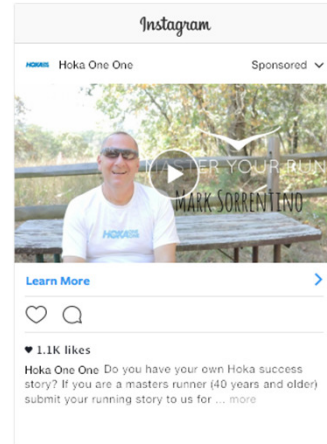 Instagram
HOKA
Hoka One One Sponsored
MASTER YOUR RUN
MARK SORRENTINO
HOKA
Learn More
1.1K likes
Hoka One One Do you have your own Hoka success
story? If you are a masters runner (40 years and older)
submit your running story to us for ... more